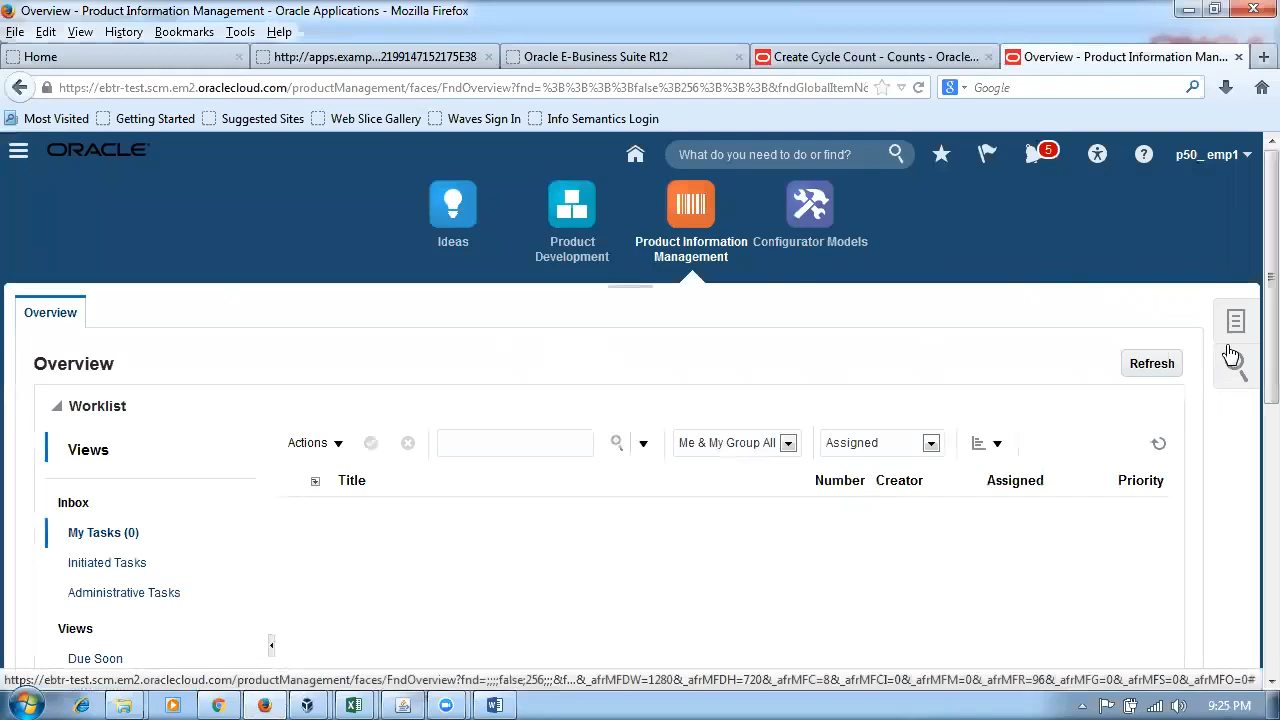 Overview - Product Information Management - Oracle Applications - Mozilla Firefox
File Edit View History Bookmarks Tools Help
Home
http://apps.examp...2199147152175E38
Oracle E-Business Suite R12
Create Cycle Count - Counts - Oracle...
Overview - Product Information Man...
https://ebtr-test.scm.em2.oraclecloud.com/productManagement/faces/FndOverview?fnd=%3B%3B%3B%3Bfalse%3B256%3B%3B%3B&fndGlobalItemNo
Google
Most Visited Getting Started Suggested Sites Web Slice Gallery Waves Sign In Info Semantics Login
ORACLE
What do you need to do or find?
5
p50_ emp1
Ideas
Product
Development
Product Information
Management
Configurator Models
Overview
Overview
Refresh
Worklist
Views
Actions
Me & My Group All
Assigned
Title Number Creator Assigned Priority
Inbox
My Tasks (0)
Initiated Tasks
Administrative Tasks
Views
Due Soon
https://ebtr-test.scm.em2.oraclecloud.com/productManagement/faces/FndOverview?fnd=;;;;false;256;;;&f..._afrMFDW=1280&_afrMFDH=720&_afrMFC=8&_afrMFCI=0&_afrMFM=0&_afrMFR=96&_afrMFG=0&_afrMFS=0&_afrMFO=0#
9:25 PM